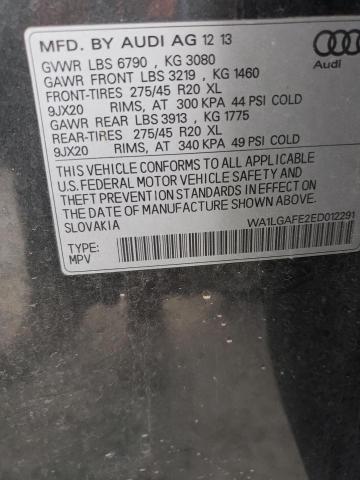 MFD. BY AUDI AG 12 13
GVWR LBS 6790 , KG 3080
GAWR FRONT LBS 3219 , KG 1460
FRONT-TIRES 275/45 R20 XL
9JX20 RIMS, AT 300 KPA 44 PSI COLD
GAWR REAR LBS 3913 , KG 1775
REAR-TIRES 275/45 R20 XL
9JX20 RIMS, AT 340 KPA 49 PSI COLD
Audi
THIS VEHICLE CONFORMS TO ALL APPLICABLE
U.S. FEDERAL MOTOR VEHICLE SAFETY AND
THEFT PREVENTION STANDARDS IN EFFECT ON
THE DATE OF MANUFACTURE SHOWN ABOVE.
SLOVAKIA
WA1LGAFE2ED012291
TYPE:
MPV